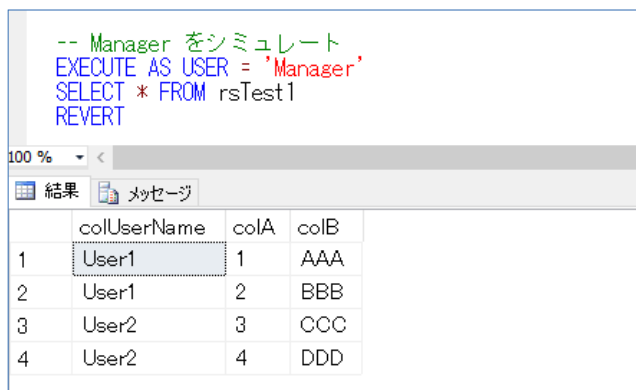 -- Manager をシミュレート
EXECUTE AS USER = 'Manager'
SELECT * FROM rsTest1
REVERT
100 %
結果 メッセージ
colUserName colA colB
1 User1 1 AAA
2 User1 2 BBB
3 User2 3 CCC
4 User2 4 DDD